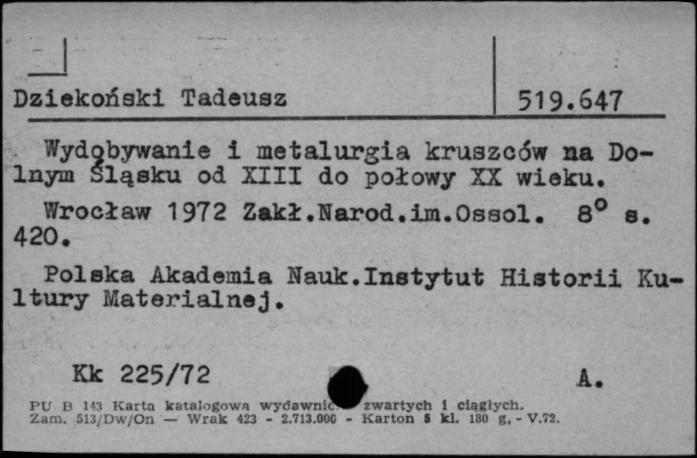 Dziekoński Tadeusz 519.647
Wydobywanie i metalurgia kruszców na Do-
lnym Śląsku od XIII do połowy XX wieku.
Wrocław 1972 Zakł.Narod.im.Ossol. 8° s.
420.
Polska Akademia Nauk.Instytut Historii Ku-
ltury Materialnej.
Kk 225/72 A.
PU B 143 Karta katalogowa zwartych i ciągłych.
Zam. 513/Dw/On — Wrak 423 - 2.713.000 - Karton 5 kl. 180 g, - V.72.